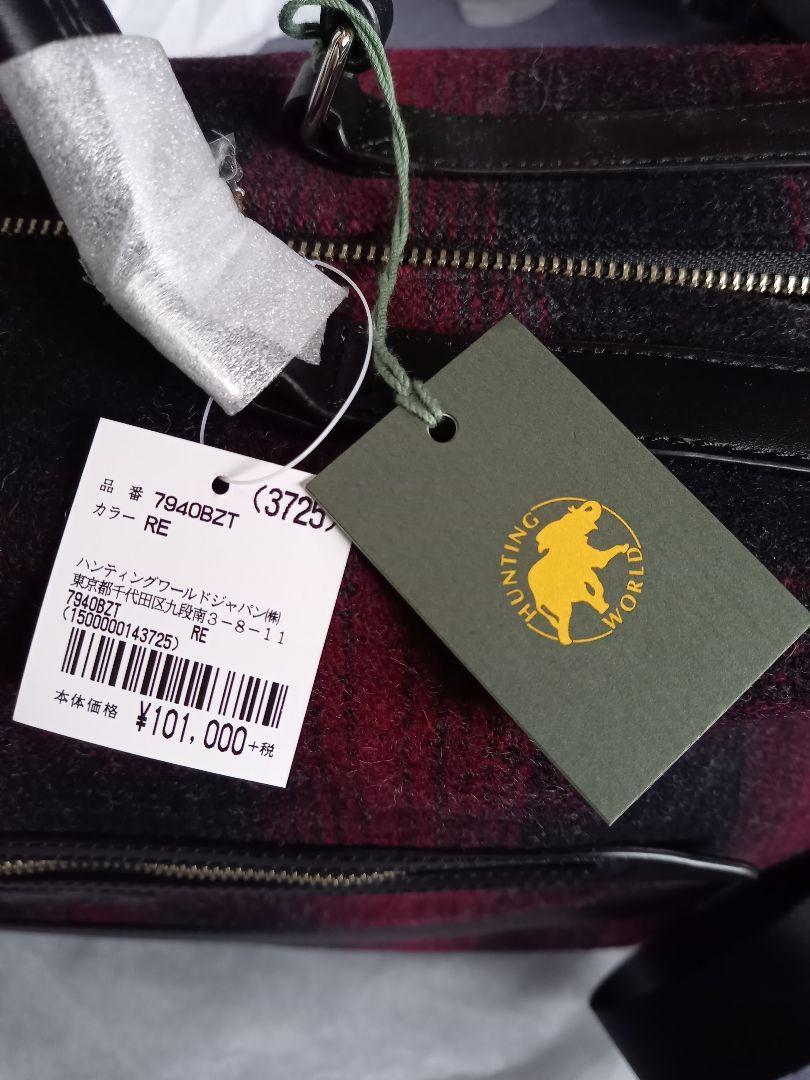 品 番 7940BZT (3725)
カラー RE
ハンティングワールドジャパン㈱
東京都千代田区九段南3-8-11
7940BZT RE
(1500000143725)
本体価格 ¥101,000+税
HUNTING
WORLD